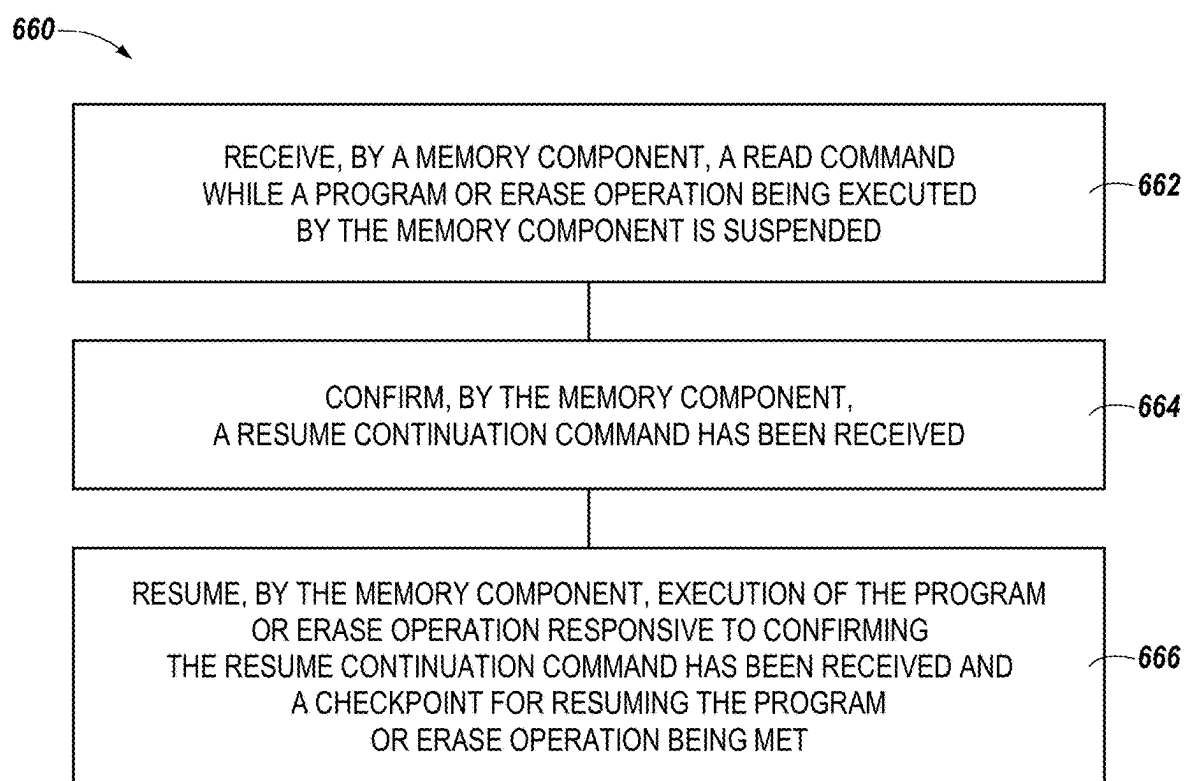 660
RECEIVE, BY A MEMORY COMPONENT, A READ COMMAND
WHILE A PROGRAM OR ERASE OPERATION BEING EXECUTED
BY THE MEMORY COMPONENT IS SUSPENDED
662
CONFIRM, BY THE MEMORY COMPONENT,
A RESUME CONTINUATION COMMAND HAS BEEN RECEIVED
664
RESUME, BY THE MEMORY COMPONENT, EXECUTION OF THE PROGRAM
OR ERASE OPERATION RESPONSIVE TO CONFIRMING
THE RESUME CONTINUATION COMMAND HAS BEEN RECEIVED AND
A CHECKPOINT FOR RESUMING THE PROGRAM
OR ERASE OPERATION BEING MET
666